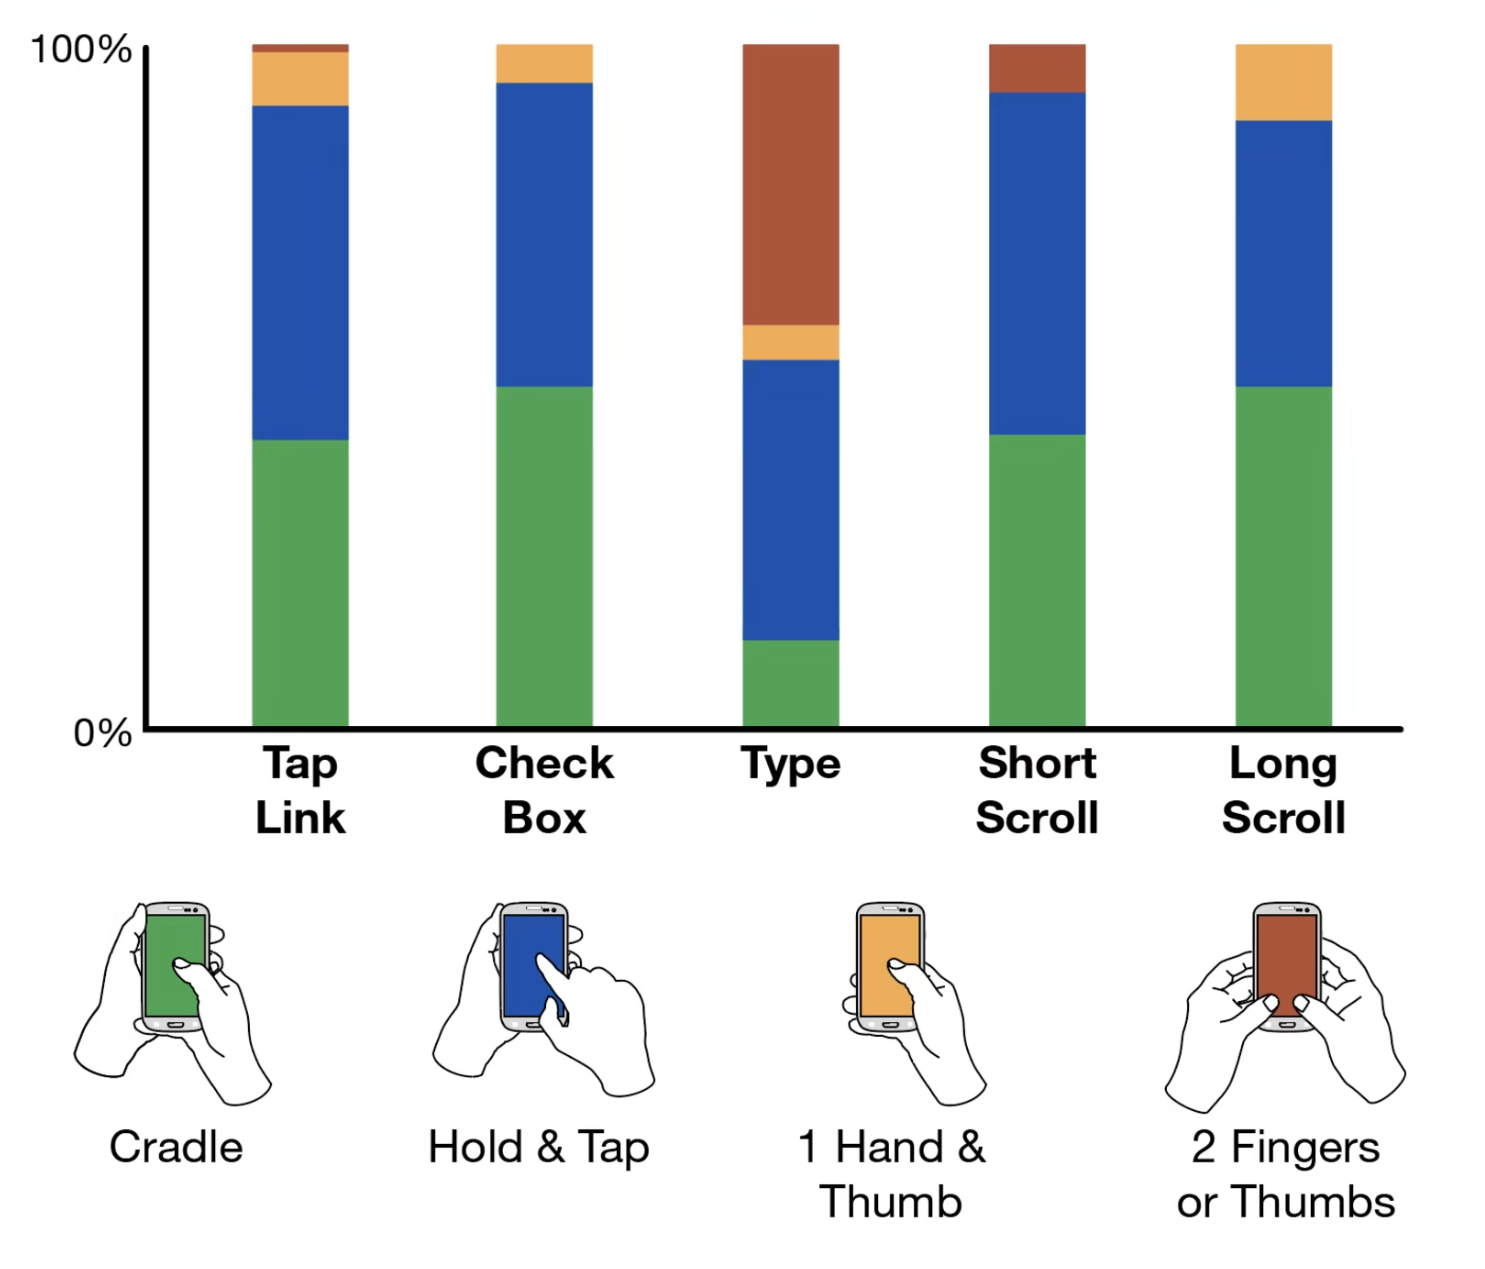 100%
0%
Tap
Link
Check
Box
Type
Short
Scroll
Long
Scroll
Cradle
Hold & Tap
1 Hand &
Thumb
2 Fingers
or Thumbs